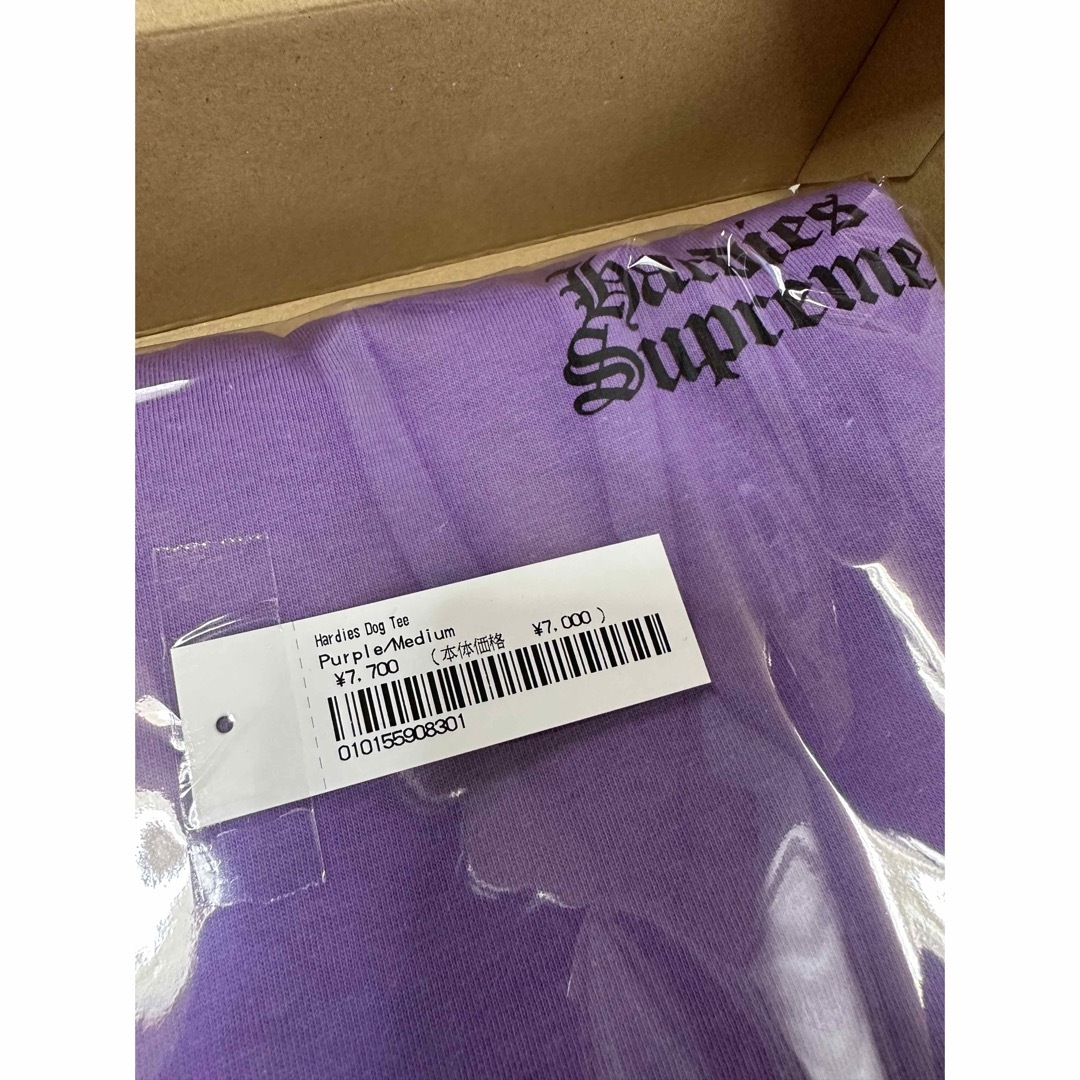 Hardies
Supreme
Hardies Dog Tee
Purple/Medium
¥7,700 (本体価格 ¥7,000)
010155908301